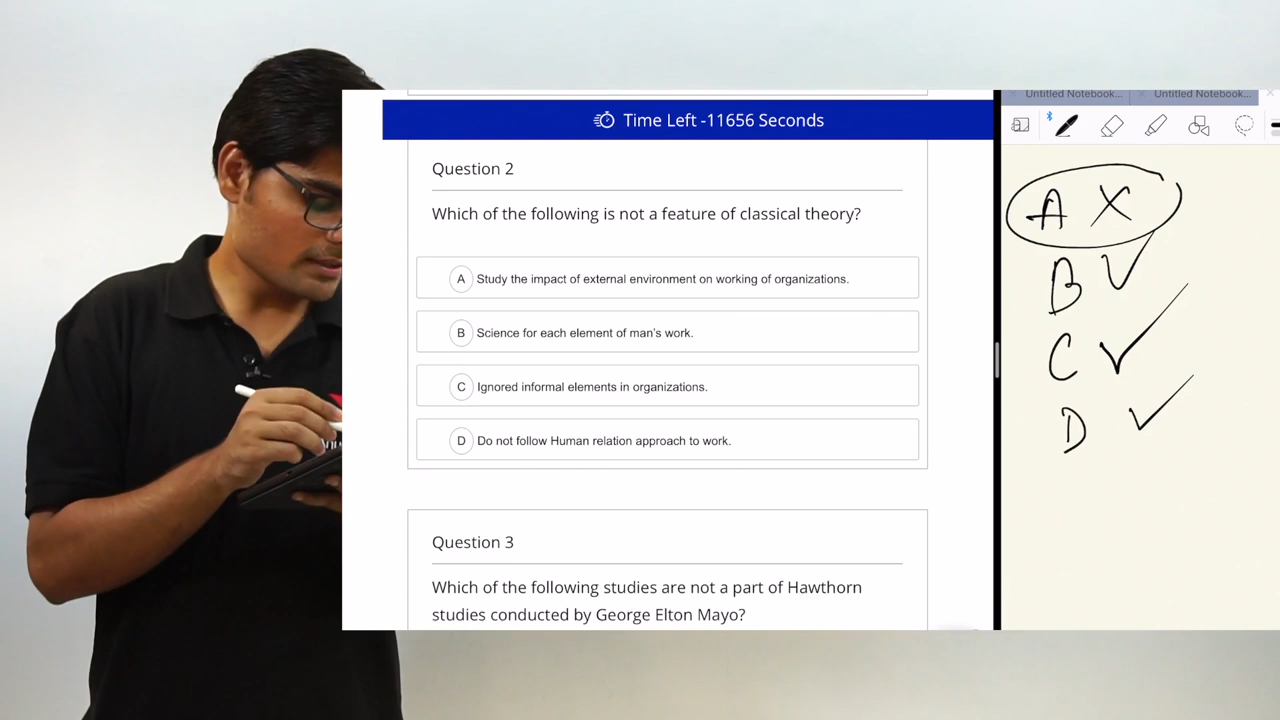 Untitled Notebook... Untitled Notebook...
Time Left -11656 Seconds
Question 2
Which of the following is not a feature of classical theory?
A Study the impact of external environment on working of organizations.
B Science for each element of man's work.
C Ignored informal elements in organizations.
D Do not follow Human relation approach to work.
Question 3
Which of the following studies are not a part of Hawthorn
studies conducted by George Elton Mayo?
A X
B ✓
C ✓
D ✓